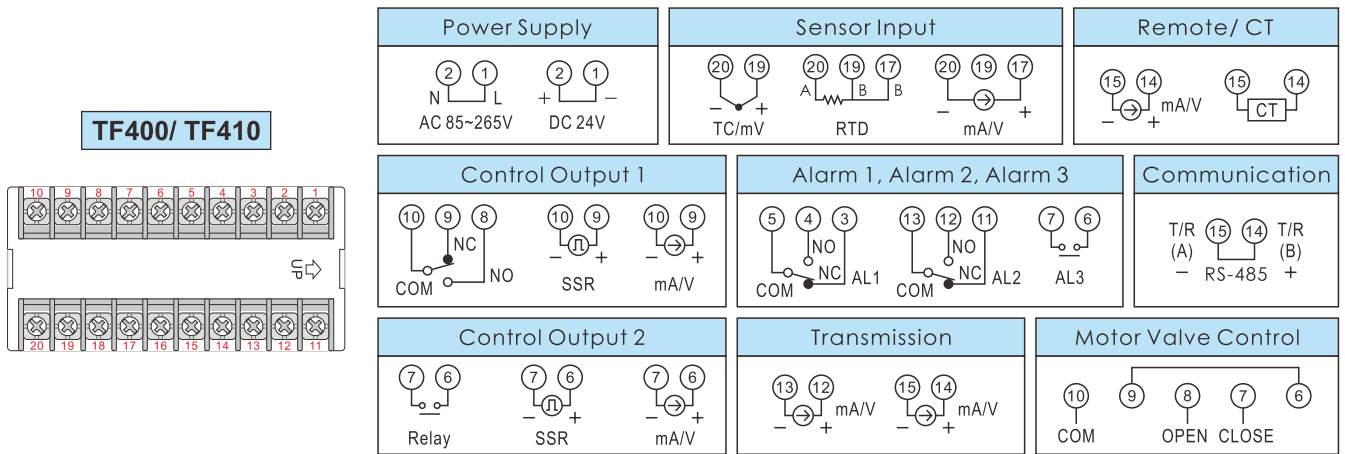 TF400/ TF410
10 9 8 7 6 5 4 3 2 1
UP
20 19 18 17 16 15 14 13 12 11
Power Supply
2 1 2 1
N L + −
AC 85~265V DC 24V
Sensor Input
20 19 20 19 17 20 19 17
A B B
− + − +
TC/mV RTD mA/V
Remote/ CT
15 14 15 14
mA/V CT
− +
Control Output 1
10 9 8 10 9 10 9
NC
− + − +
NO
COM SSR mA/V
Alarm 1, Alarm 2, Alarm 3
5 4 3 13 12 11 7 6
NO NO
NC NC
COM AL1 COM AL2 AL3
Communication
T/R 15 14 T/R
(A) (B)
− RS-485 +
Control Output 2
7 6 7 6 7 6
− + − +
Relay SSR mA/V
Transmission
13 12 15 14
mA/V mA/V
− + − +
Motor Valve Control
10 9 8 7 6
COM OPEN CLOSE